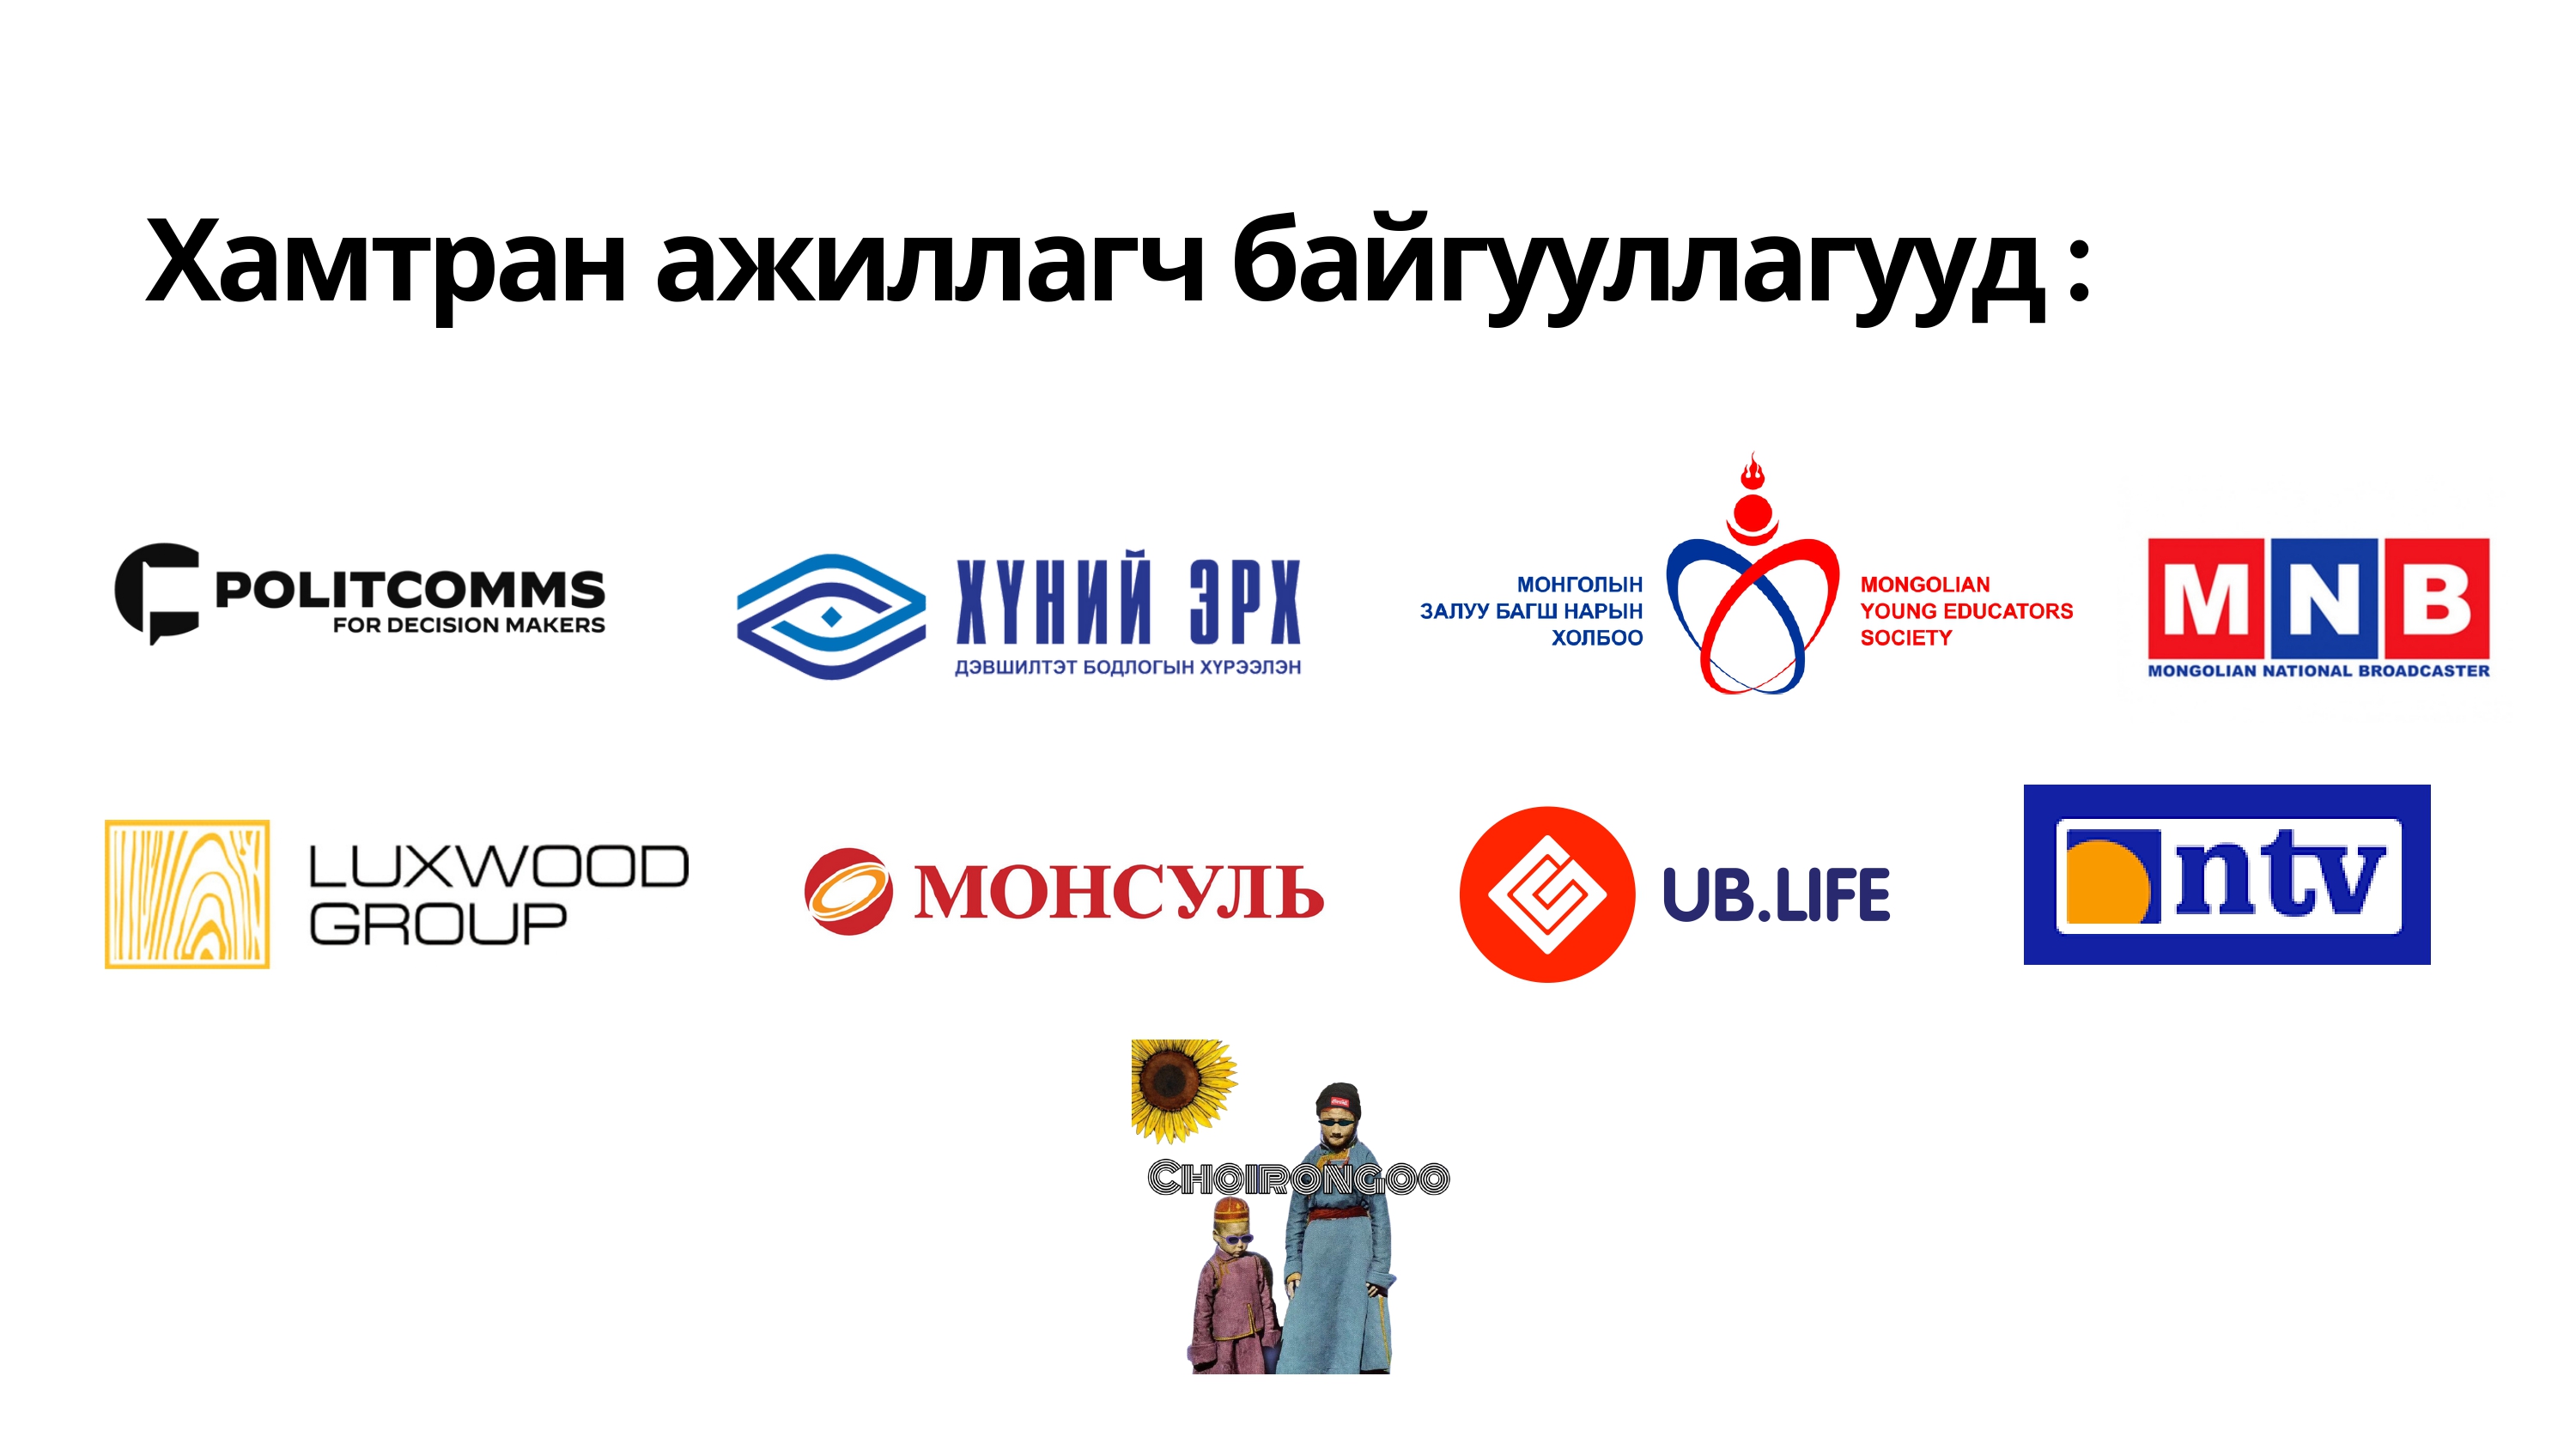 Хамтран ажиллагч байгууллагууд :
POLITCOMMS
FOR DECISION MAKERS
ХҮНИЙ ЭРХ
ДЭВШИЛТЭТ БОДЛОГЫН ХҮРЭЭЛЭН
МОНГОЛЫН
ЗАЛУУ БАГШ НАРЫН
ХОЛБОО
MONGOLIAN
YOUNG EDUCATORS
SOCIETY
MNB
MONGOLIAN NATIONAL BROADCASTER
LUXWOOD
GROUP
МОНСУЛЬ
UB.LIFE
ntv
CHOIRONGOO